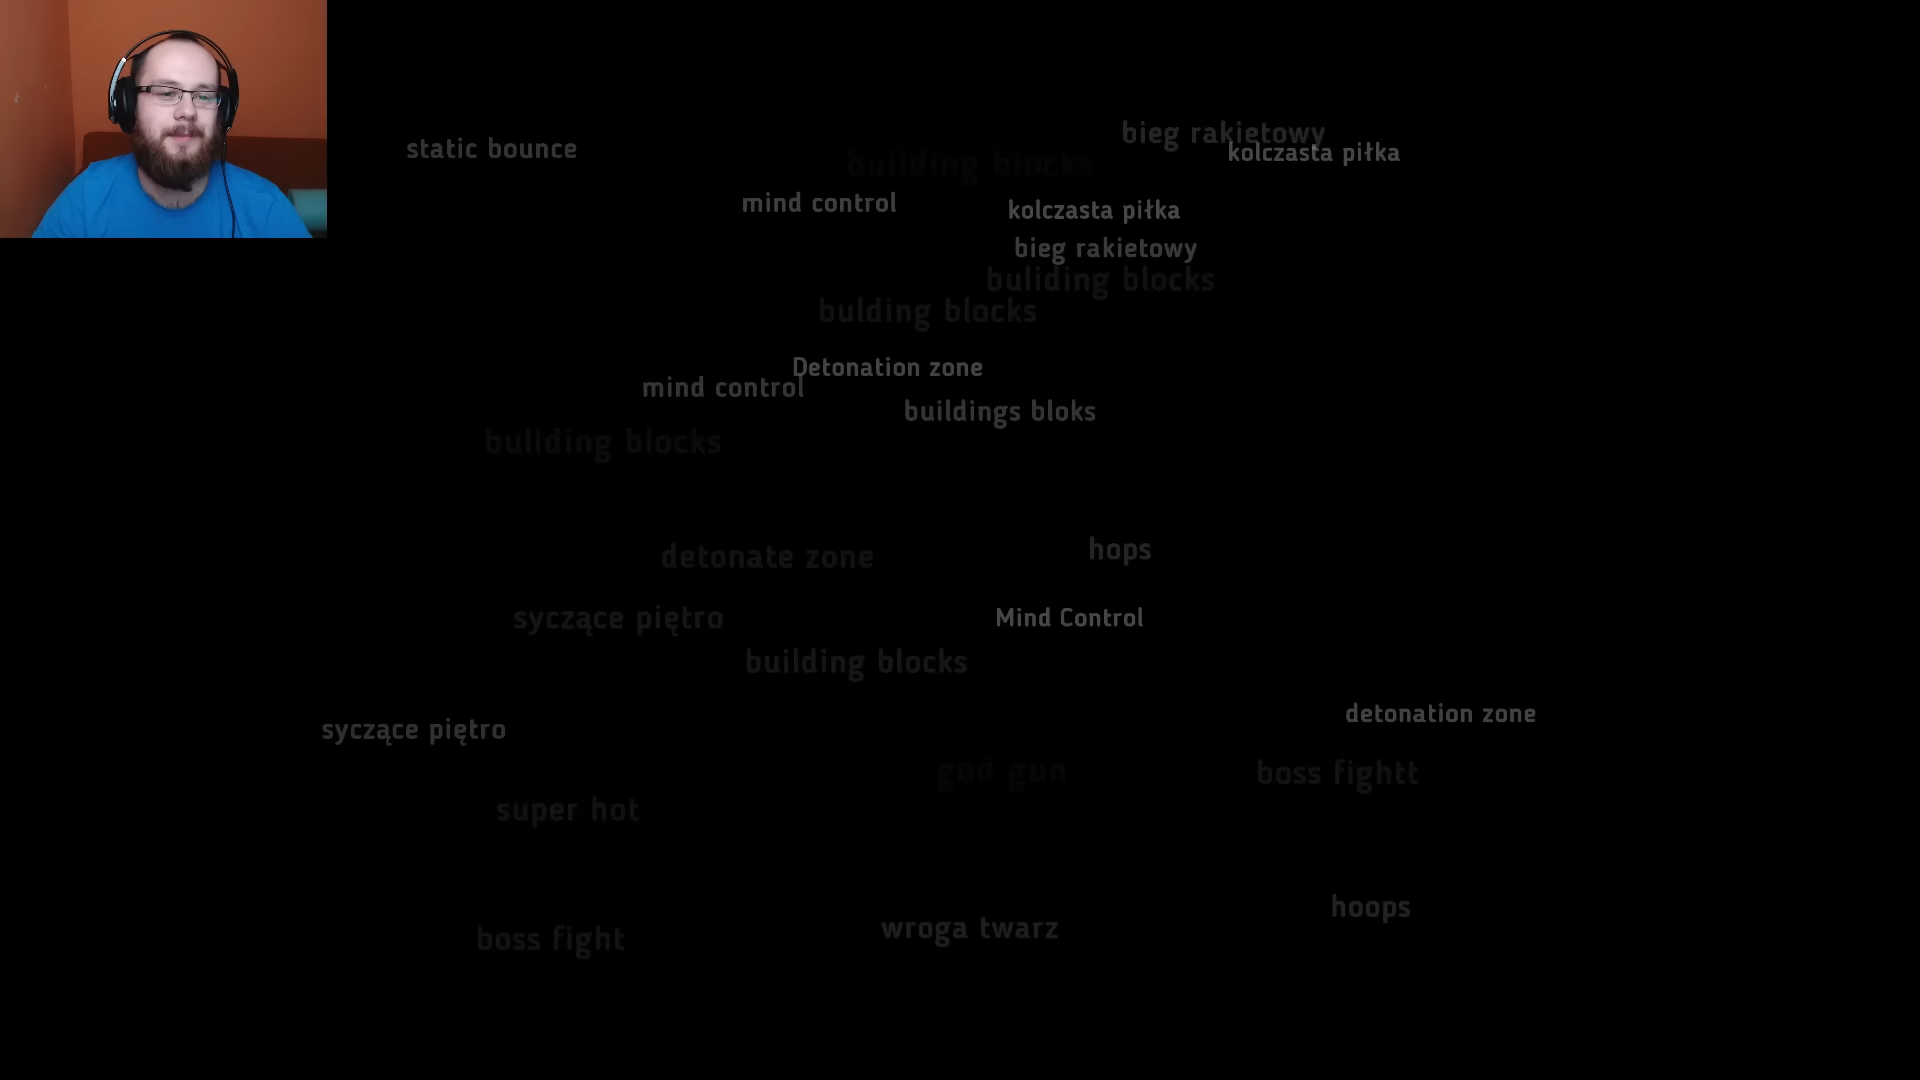 bieg rakietowy
static bounce
kolczasta piłka
building blocks
mind control
kolczasta piłka
bieg rakietowy
buliding blocks
bulding blocks
Detonation zone
mind control
buildings bloks
buliding blocks
hops
detonate zone
syczące piętro
Mind Control
building blocks
detonation zone
syczące piętro
god gun
boss fightt
super hot
hoops
wroga twarz
boss fight